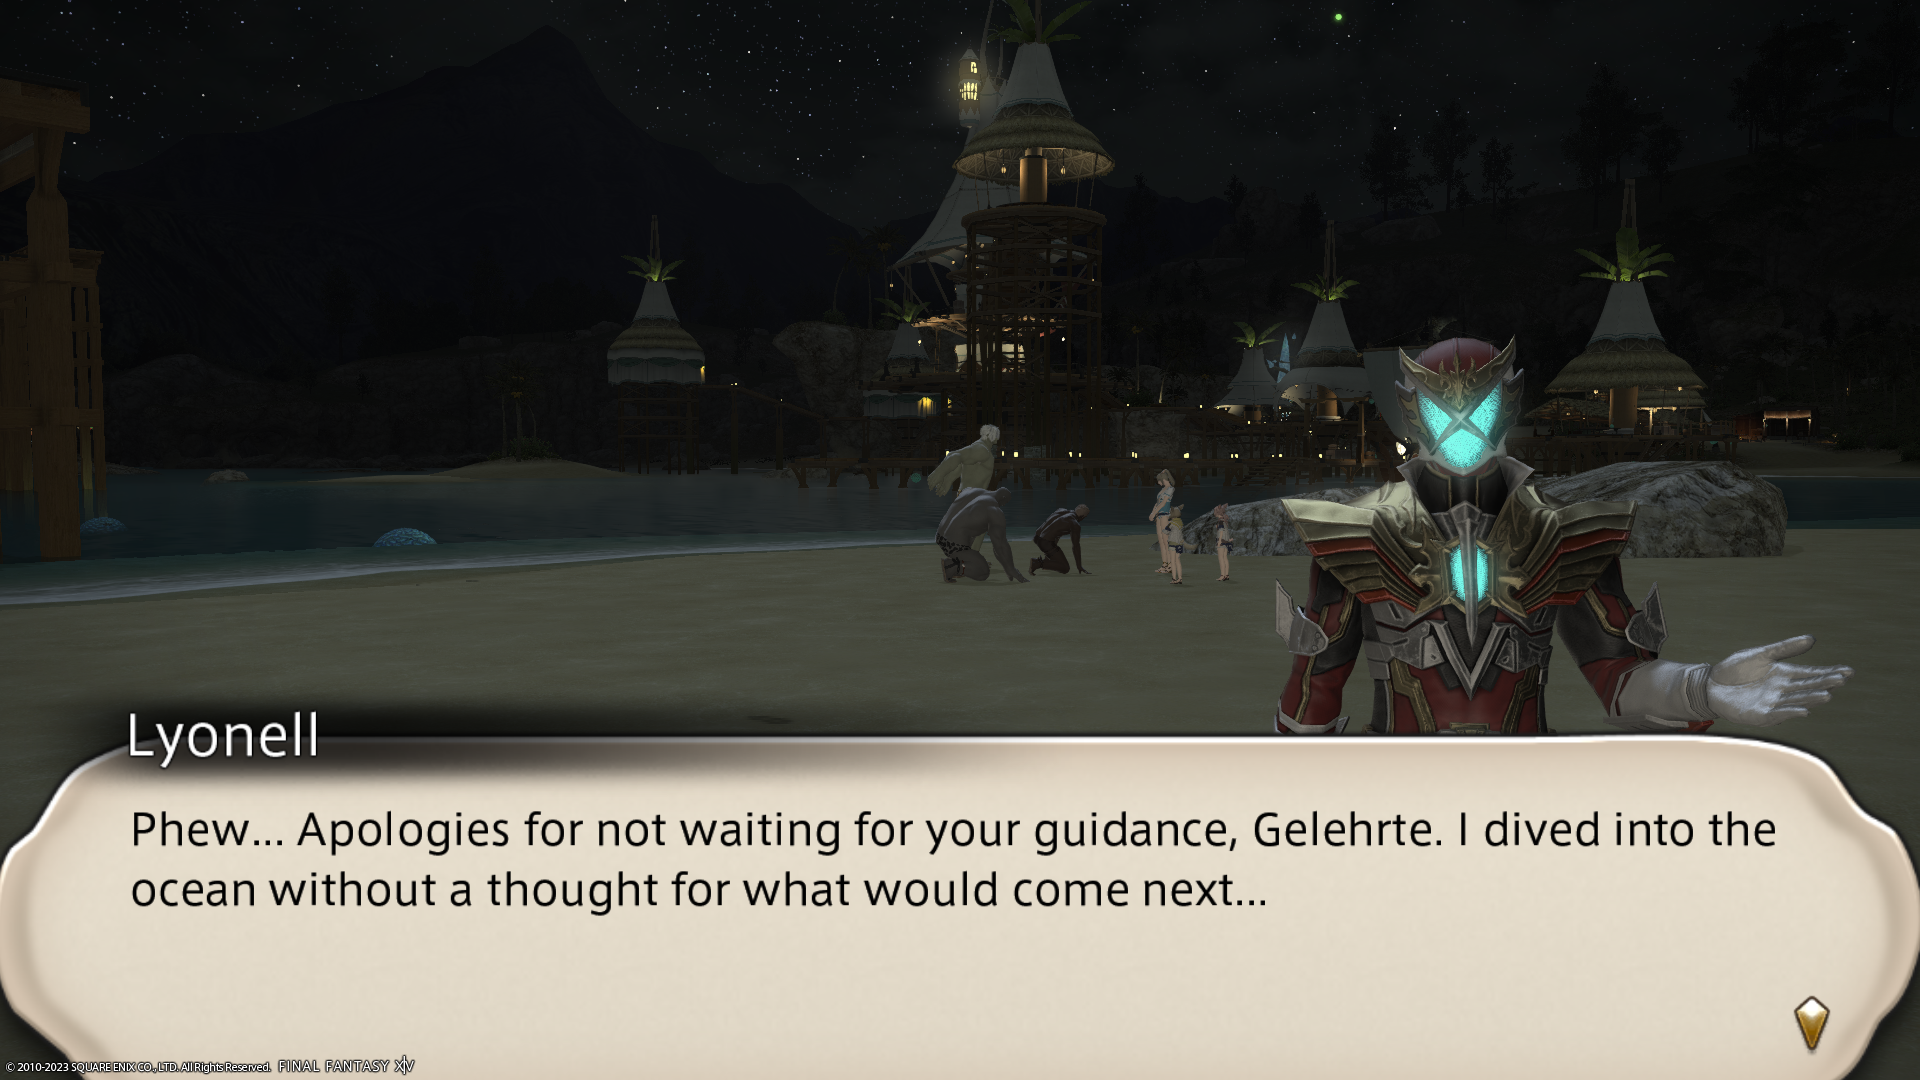 Lyonell
Phew... Apologies for not waiting for your guidance, Gelehrte. I dived into the
ocean without a thought for what would come next...
© 2010-2023 SQUARE ENIX CO., LTD. All Rights Reserved. FINAL FANTASY XIV